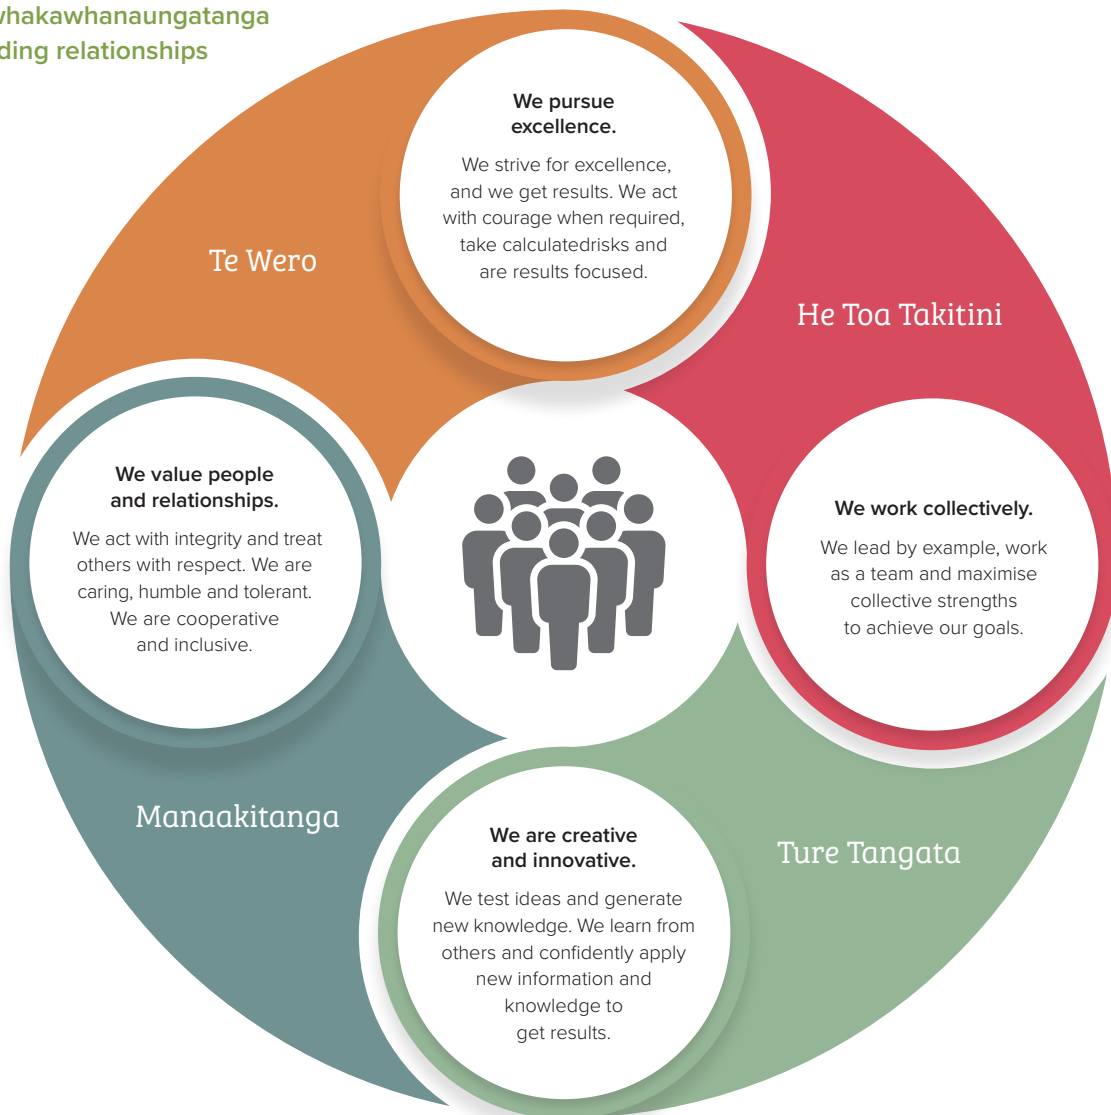 whakawhanaungatanga
ding relationships
We pursue
excellence.
We strive for excellence,
and we get results. We act
with courage when required,
take calculatedrisks and
are results focused.
Te Wero
He Toa Takitini
We value people
and relationships.
We act with integrity and treat
others with respect. We are
caring, humble and tolerant.
We are cooperative
and inclusive.
We work collectively.
We lead by example, work
as a team and maximise
collective strengths
to achieve our goals.
Manaakitanga
Ture Tangata
We are creative
and innovative.
We test ideas and generate
new knowledge. We learn from
others and confidently apply
new information and
knowledge to
get results.